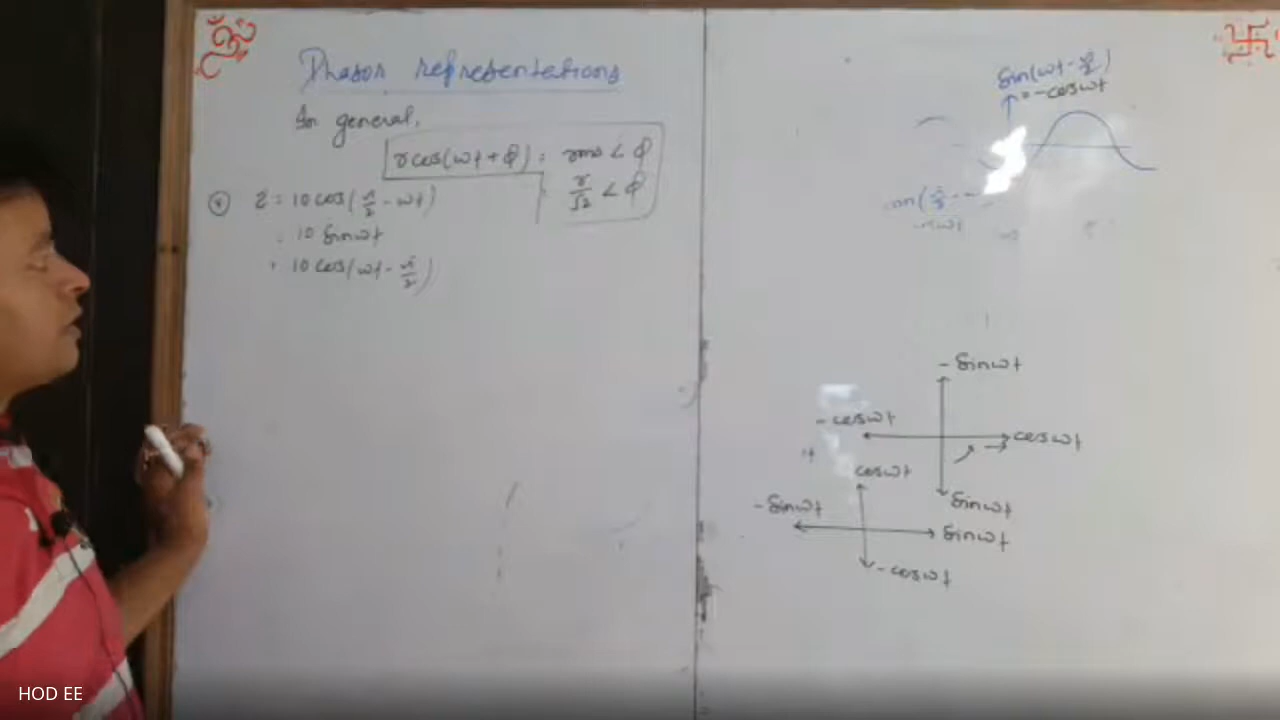 Phasor representations
In general,
r cos(ωt + φ) = rms ∠ φ
= r/√2 ∠ φ
z = 10 cos(π/2 - ωt)
= 10 sinωt
= 10 cos(ωt - π/2)
sin(ωt - π/2)
= - cosωt
- sinωt
- cosωt
cosωt
sinωt
cosωt
- sinωt
sinωt
- cosωt
HOD EE